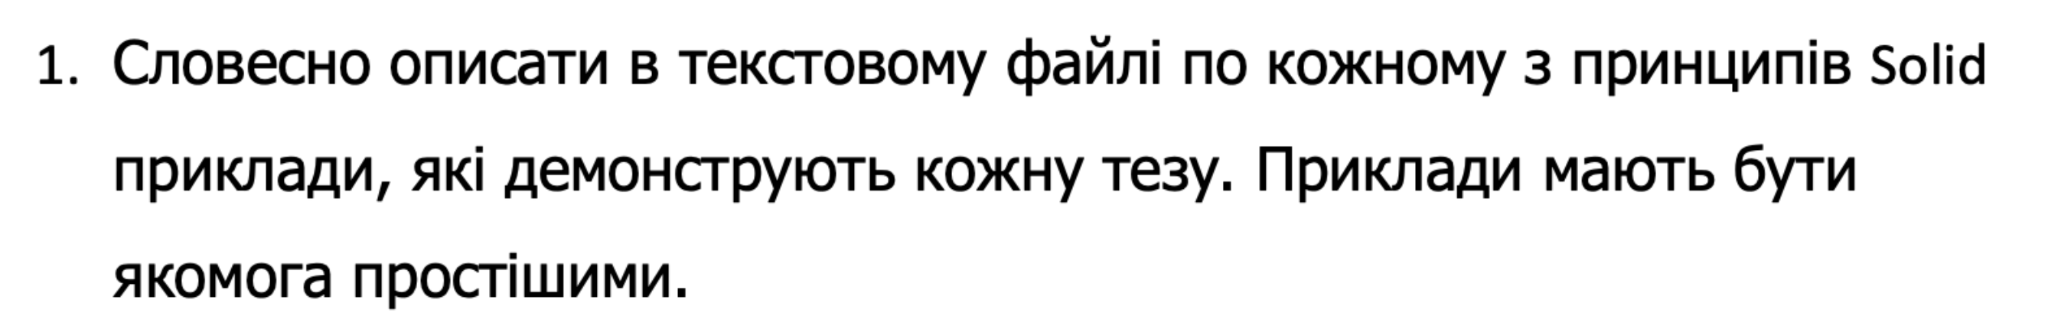 1. Словесно описати в текстовому файлі по кожному з принципів Solid
приклади, які демонструють кожну тезу. Приклади мають бути
якомога простішими.